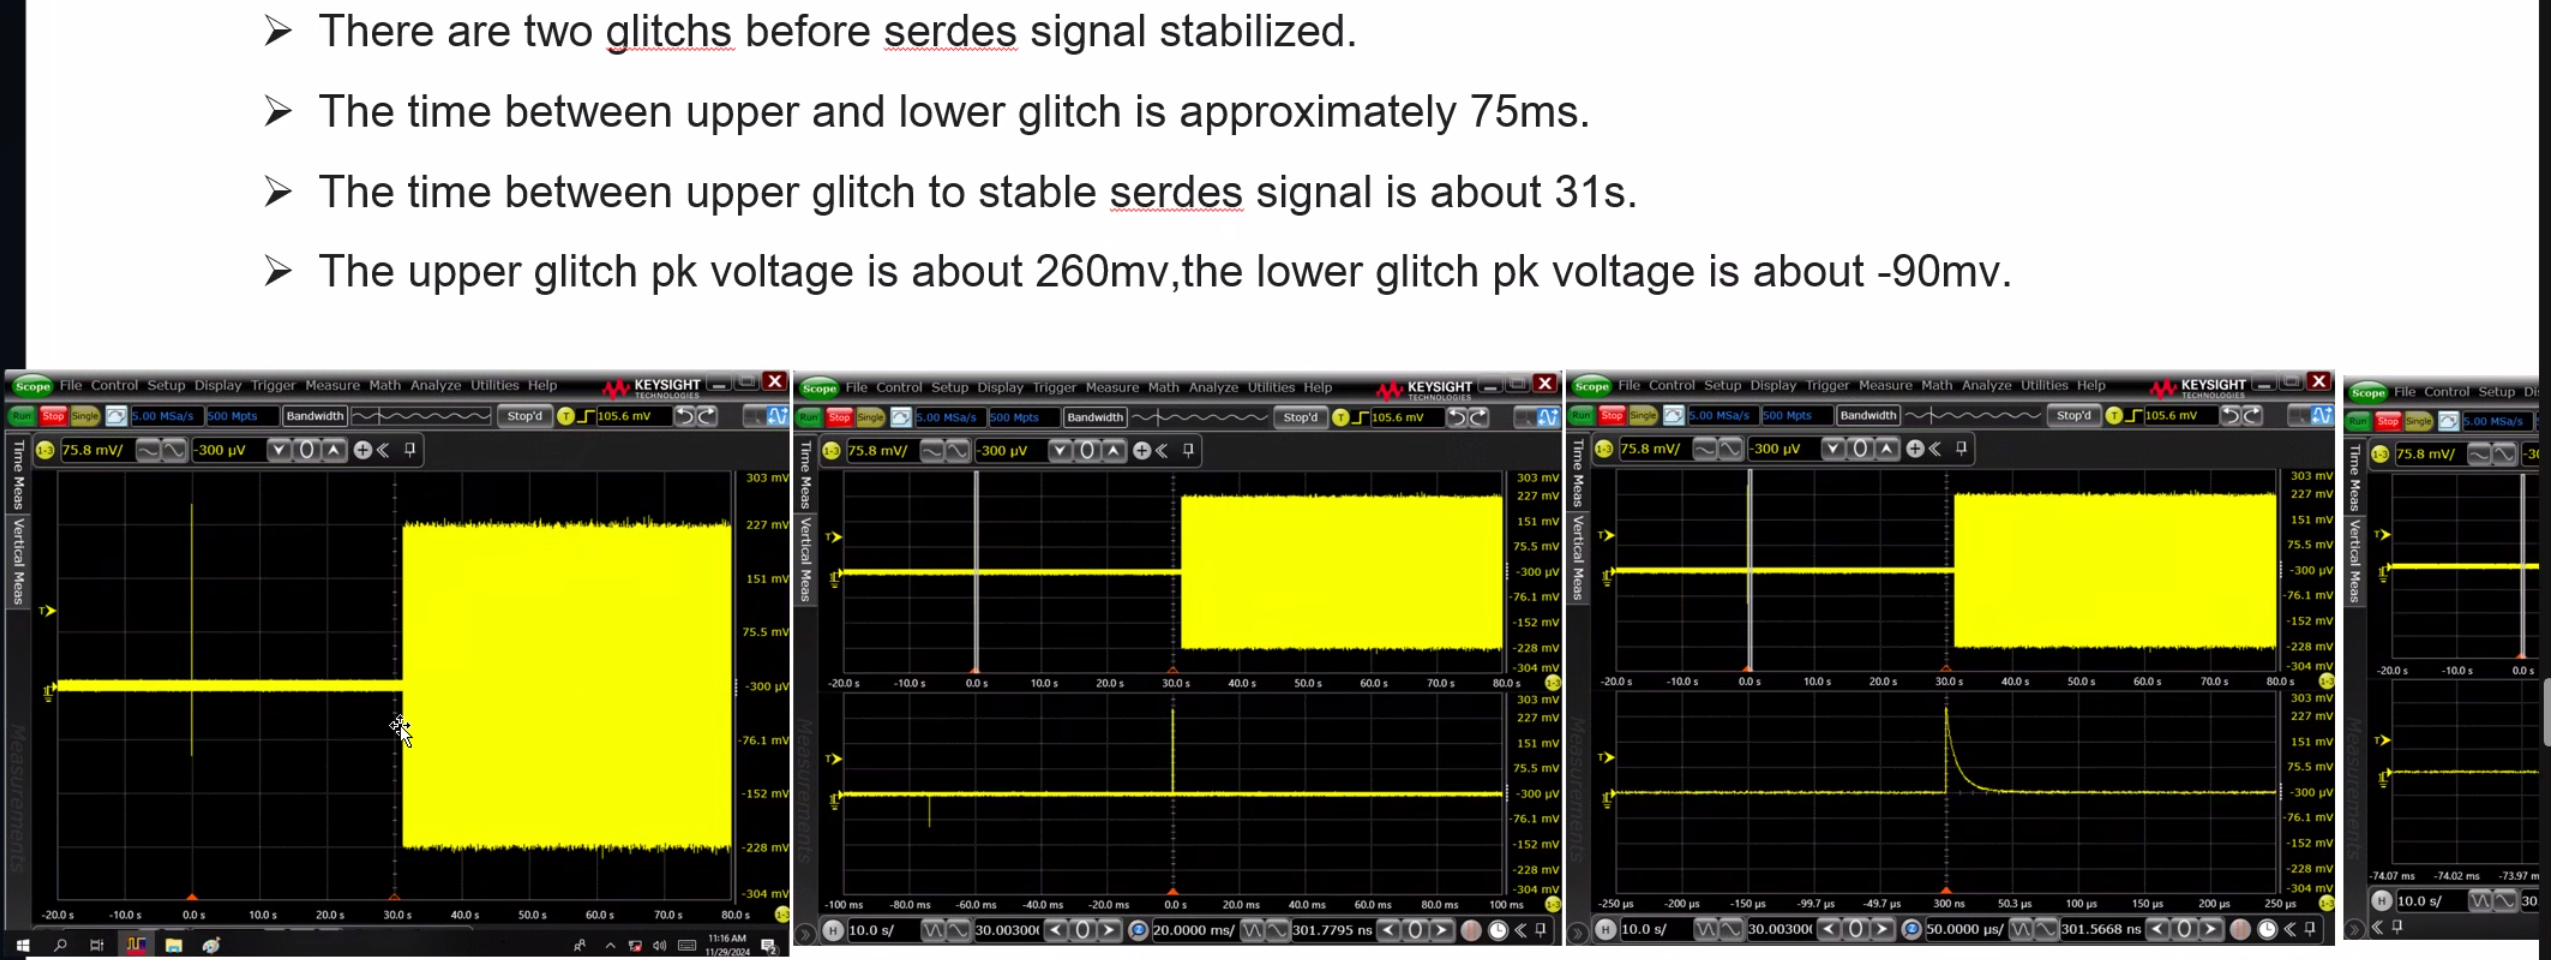 There are two glitchs before serdes signal stabilized.
The time between upper and lower glitch is approximately 75ms.
The time between upper glitch to stable serdes signal is about 31s.
The upper glitch pk voltage is about 260mv,the lower glitch pk voltage is about -90mv.
Scope File Control Setup Display Trigger Measure Math Analyze Utilities Help KEYSIGHT TECHNOLOGIES
Run Stop Single 5.00 MSa/s 500 Mpts Bandwidth Stop'd T 105.6 mV
1-3 75.8 mV/ -300 µV
Time Meas
Vertical Meas
Measurements
303 mV
227 mV
151 mV
75.5 mV
-300 µV
-76.1 mV
-152 mV
-228 mV
-304 mV
-20.0 s -10.0 s 0.0 s 10.0 s 20.0 s 30.0 s 40.0 s 50.0 s 60.0 s 70.0 s 80.0 s
11:16 AM
11/29/2024
Scope File Control Setup Display Trigger Measure Math Analyze Utilities Help KEYSIGHT TECHNOLOGIES
Run Stop Single 5.00 MSa/s 500 Mpts Bandwidth Stop'd T 105.6 mV
1-3 75.8 mV/ -300 µV
Time Meas
Vertical Meas
Measurements
303 mV
227 mV
151 mV
75.5 mV
-300 µV
-76.1 mV
-152 mV
-228 mV
-304 mV
-20.0 s -10.0 s 0.0 s 10.0 s 20.0 s 30.0 s 40.0 s 50.0 s 60.0 s 70.0 s 80.0 s
303 mV
227 mV
151 mV
75.5 mV
-300 µV
-76.1 mV
-152 mV
-228 mV
-304 mV
-100 ms -80.0 ms -60.0 ms -40.0 ms -20.0 ms 0.0 s 20.0 ms 40.0 ms 60.0 ms 80.0 ms 100 ms
H 10.0 s/ 30.00300( 20.0000 ms/ 301.7795 ns
Scope File Control Setup Display Trigger Measure Math Analyze Utilities Help KEYSIGHT TECHNOLOGIES
Run Stop Single 5.00 MSa/s 500 Mpts Bandwidth Stop'd T 105.6 mV
1-3 75.8 mV/ -300 µV
Time Meas
Vertical Meas
Measurements
303 mV
227 mV
151 mV
75.5 mV
-300 µV
-76.1 mV
-152 mV
-228 mV
-304 mV
-20.0 s -10.0 s 0.0 s 10.0 s 20.0 s 30.0 s 40.0 s 50.0 s 60.0 s 70.0 s 80.0 s
303 mV
227 mV
151 mV
75.5 mV
-300 µV
-76.1 mV
-152 mV
-228 mV
-304 mV
-250 µs -200 µs -150 µs -99.7 µs -49.7 µs 300 ns 50.3 µs 100 µs 150 µs 200 µs 250 µs
H 10.0 s/ 30.00300( 50.0000 µs/ 301.5668 ns
Scope File Control Setup Di
Run Stop Single 5.00 MSa/s
1-3 75.8 mV/ -30
Time Meas
Vertical Meas
Measurements
-20.0 s -10.0 s 0.0 s
-74.07 ms -74.02 ms -73.97 m
H 10.0 s/ 30